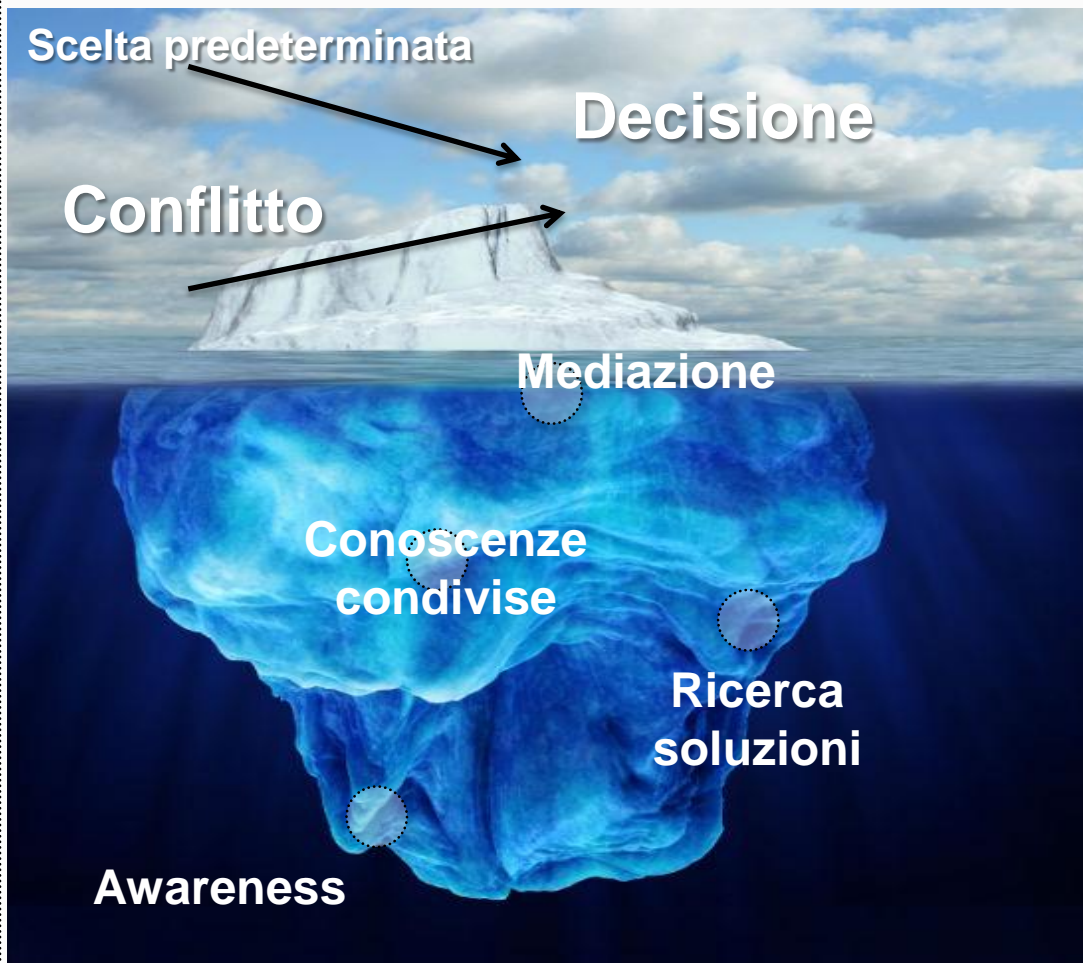 Scelta predeterminata
Decisione
Conflitto
Mediazione
Conoscenze
condivise
Ricerca
soluzioni
Awareness